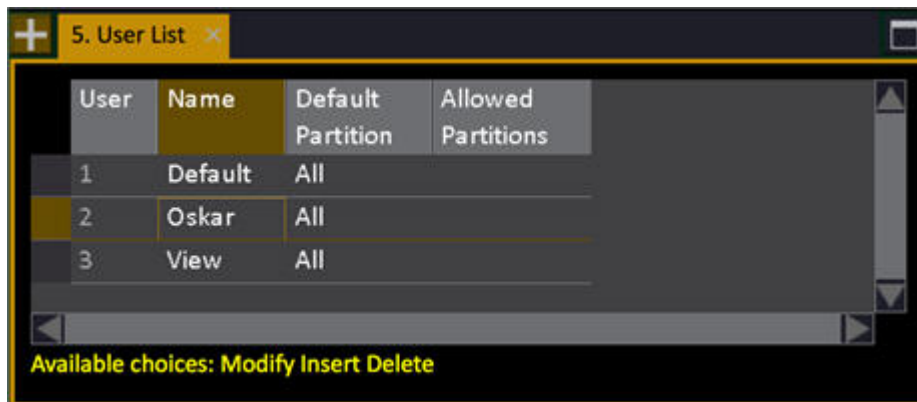 5. User List ×
User Name Default Partition Allowed Partitions
1 Default All
2 Oskar All
3 View All
Available choices: Modify Insert Delete